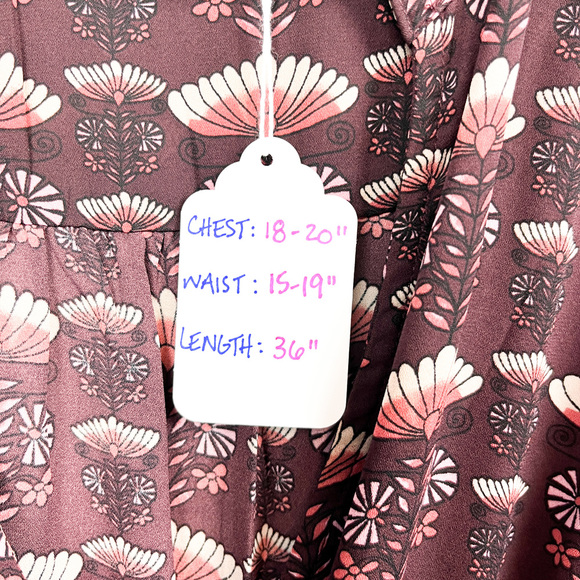 CHEST: 18-20"
WAIST: 15-19"
LENGTH: 36"